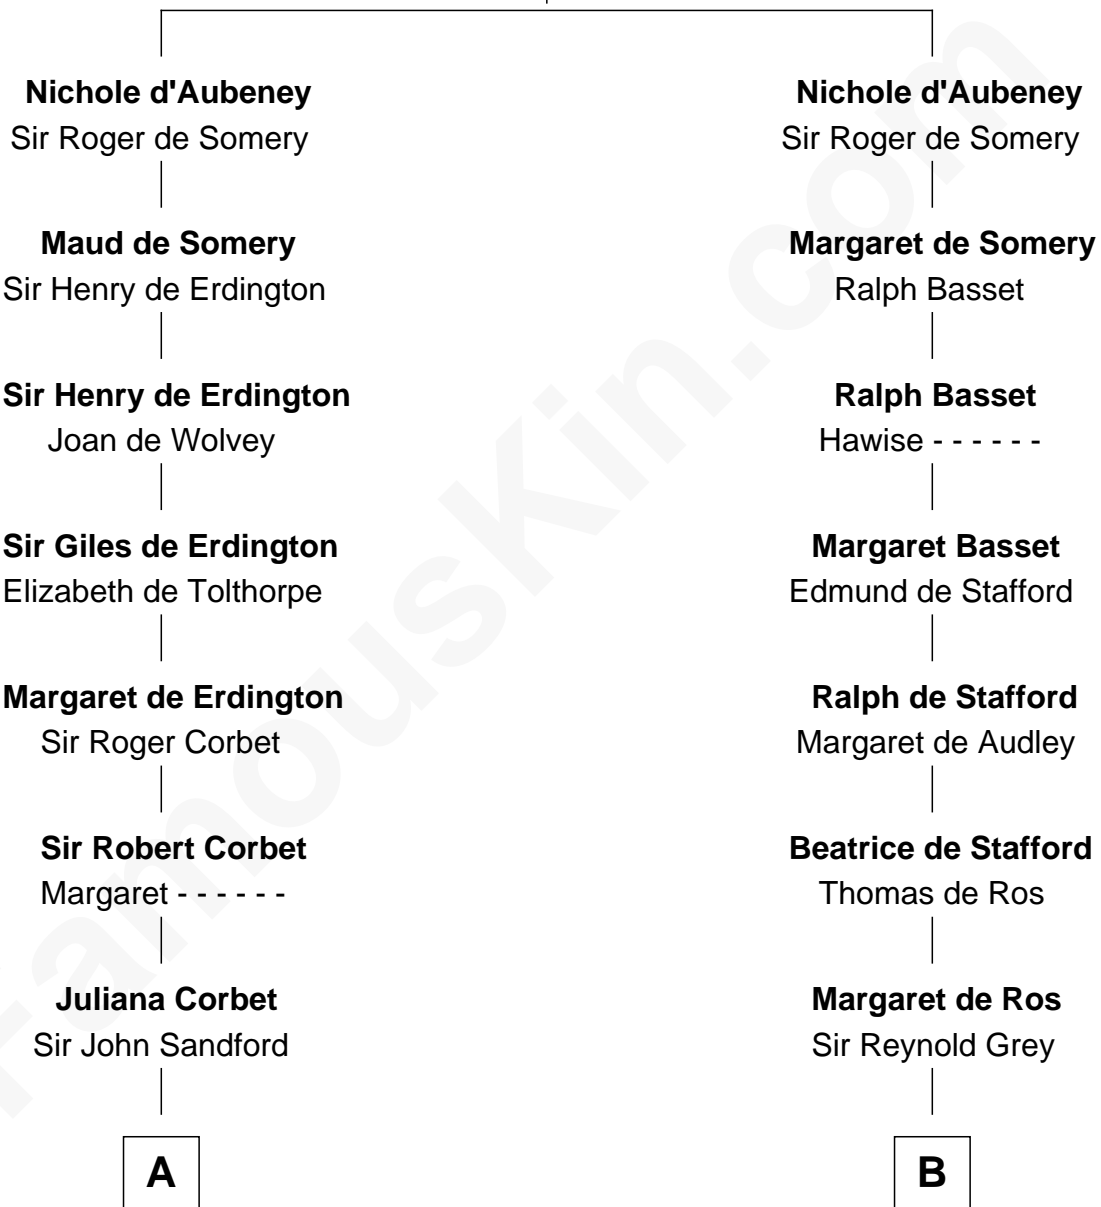 Nichole d'Aubeney
Sir Roger de Somery
Maud de Somery
Sir Henry de Erdington
Sir Henry de Erdington
Joan de Wolvey
Sir Giles de Erdington
Elizabeth de Tolthorpe
Margaret de Erdington
Sir Roger Corbet
Sir Robert Corbet
Margaret - - - - - -
Juliana Corbet
Sir John Sandford
A
Nichole d'Aubeney
Sir Roger de Somery
Margaret de Somery
Ralph Basset
Ralph Basset
Hawise - - - - - -
Margaret Basset
Edmund de Stafford
Ralph de Stafford
Margaret de Audley
Beatrice de Stafford
Thomas de Ros
Margaret de Ros
Sir Reynold Grey
B
FamousKin.com